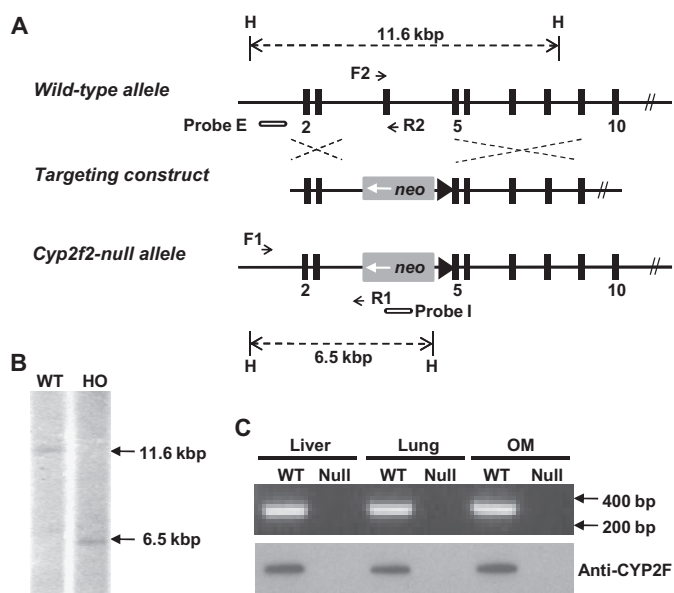 A
H H
11.6 kbp
F2
Wild-type allele
Probe E 2 R2 5 10
Targeting construct
neo
Cyp2f2-null allele
F1
neo
2 R1 5 10
Probe I
6.5 kbp
H H
B
WT HO
11.6 kbp
6.5 kbp
C
Liver Lung OM
WT Null WT Null WT Null
400 bp
200 bp
Anti-CYP2F